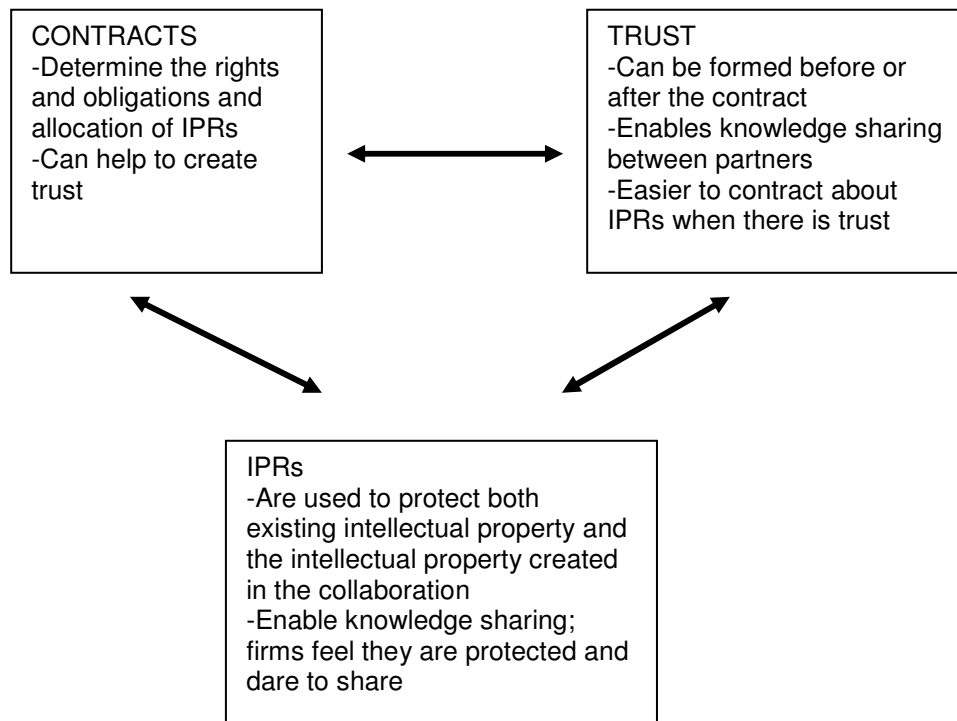 CONTRACTS
-Determine the rights
and obligations and
allocation of IPRs
-Can help to create
trust
TRUST
-Can be formed before or
after the contract
-Enables knowledge sharing
between partners
-Easier to contract about
IPRs when there is trust
IPRs
-Are used to protect both
existing intellectual property and
the intellectual property created
in the collaboration
-Enable knowledge sharing;
firms feel they are protected and
dare to share